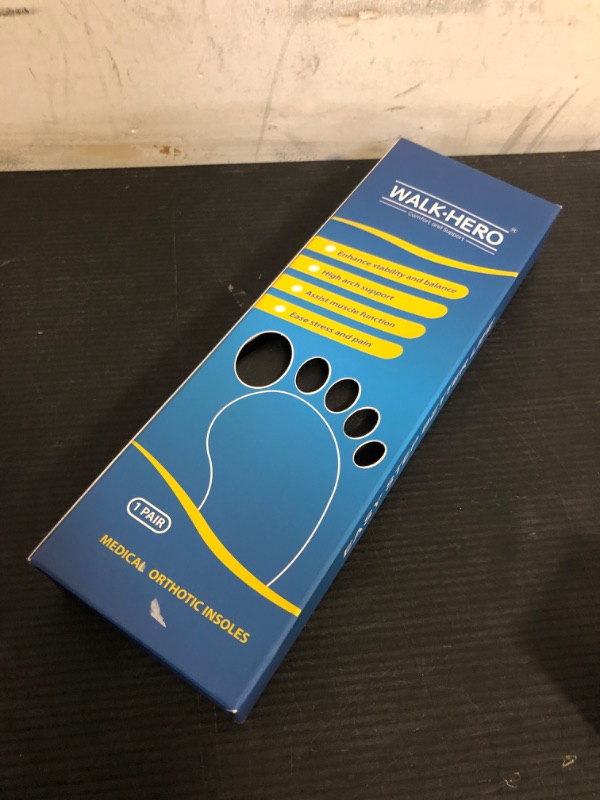 WALK·HERO®
Comfort and Support
Enhance stability and balance
High arch support
Assist muscle function
Ease stress and pain
1 PAIR
MEDICAL ORTHOTIC INSOLES